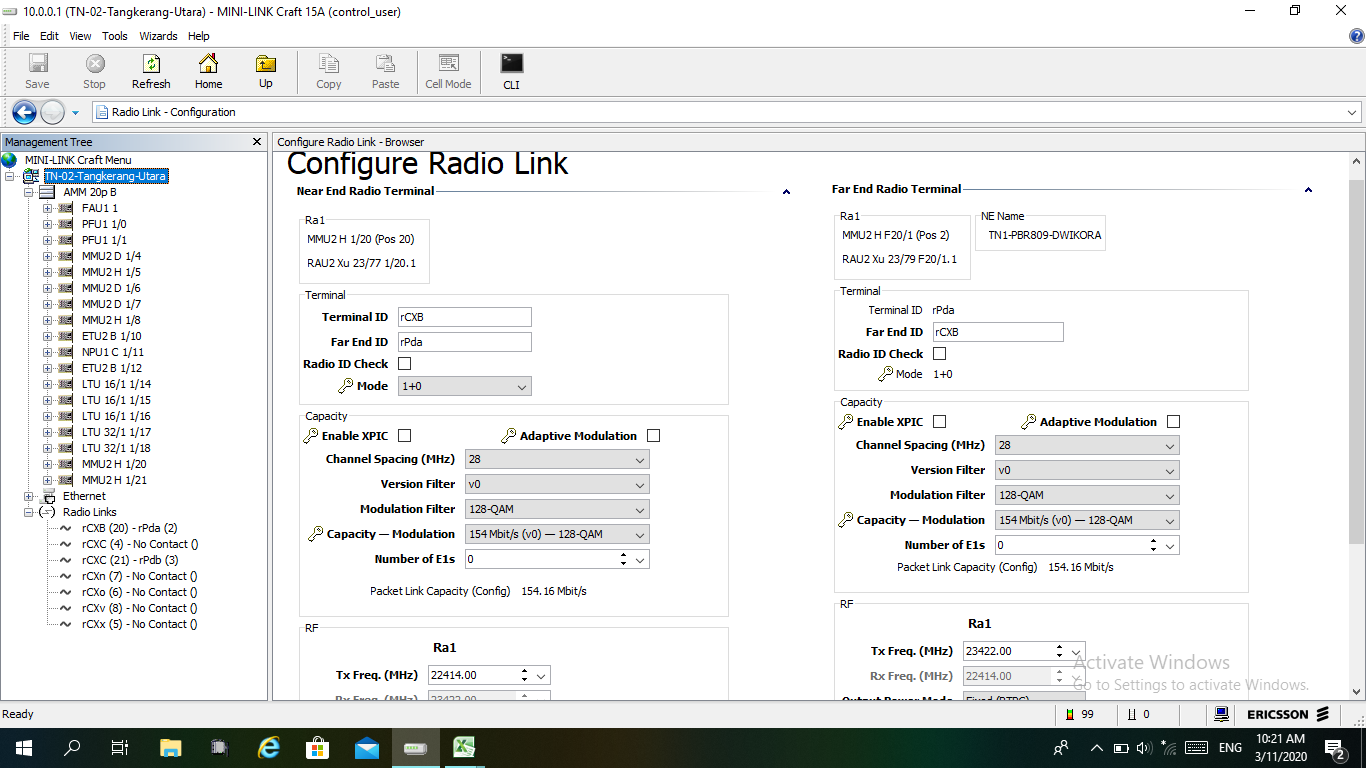 10.0.0.1 (TN-02-Tangkerang-Utara) - MINI-LINK Craft 15A (control_user)
File Edit View Tools Wizards Help
Save Stop Refresh Home Up Copy Paste Cell Mode CLI
Radio Link - Configuration
Management Tree
MINI-LINK Craft Menu
TN-02-Tangkerang-Utara
AMM 20p B
FAU1 1
PFU1 1/0
PFU1 1/1
MMU2 D 1/4
MMU2 H 1/5
MMU2 D 1/6
MMU2 D 1/7
MMU2 H 1/8
ETU2 B 1/10
NPU1 C 1/11
ETU2 B 1/12
LTU 16/1 1/14
LTU 16/1 1/15
LTU 16/1 1/16
LTU 32/1 1/17
LTU 32/1 1/18
MMU2 H 1/20
MMU2 H 1/21
Ethernet
Radio Links
rCXB (20) - rPda (2)
rCXC (4) - No Contact ()
rCXC (21) - rPdb (3)
rCXn (7) - No Contact ()
rCXo (6) - No Contact ()
rCXv (8) - No Contact ()
rCXx (5) - No Contact ()
Configure Radio Link - Browser
Configure Radio Link
Near End Radio Terminal
Ra1
MMU2 H 1/20 (Pos 20)
RAU2 Xu 23/77 1/20.1
Terminal
Terminal ID rCXB
Far End ID rPda
Radio ID Check
Mode 1+0
Capacity
Enable XPIC Adaptive Modulation
Channel Spacing (MHz) 28
Version Filter v0
Modulation Filter 128-QAM
Capacity — Modulation 154 Mbit/s (v0) — 128-QAM
Number of E1s 0
Packet Link Capacity (Config) 154.16 Mbit/s
RF
Ra1
Tx Freq. (MHz) 22414.00
Rx Freq. (MHz) 23422.00
Far End Radio Terminal
Ra1
MMU2 H F20/1 (Pos 2)
RAU2 Xu 23/79 F20/1.1
NE Name
TN1-PBR809-DWIKORA
Terminal
Terminal ID rPda
Far End ID rCXB
Radio ID Check
Mode 1+0
Capacity
Enable XPIC Adaptive Modulation
Channel Spacing (MHz) 28
Version Filter v0
Modulation Filter 128-QAM
Capacity — Modulation 154 Mbit/s (v0) — 128-QAM
Number of E1s 0
Packet Link Capacity (Config) 154.16 Mbit/s
RF
Ra1
Tx Freq. (MHz) 23422.00
Rx Freq. (MHz) 22414.00
Output Power Mode Fixed (RTPC)
Activate Windows
Go to Settings to activate Windows.
Ready
99 0 ERICSSON
ENG
10:21 AM
3/11/2020
2